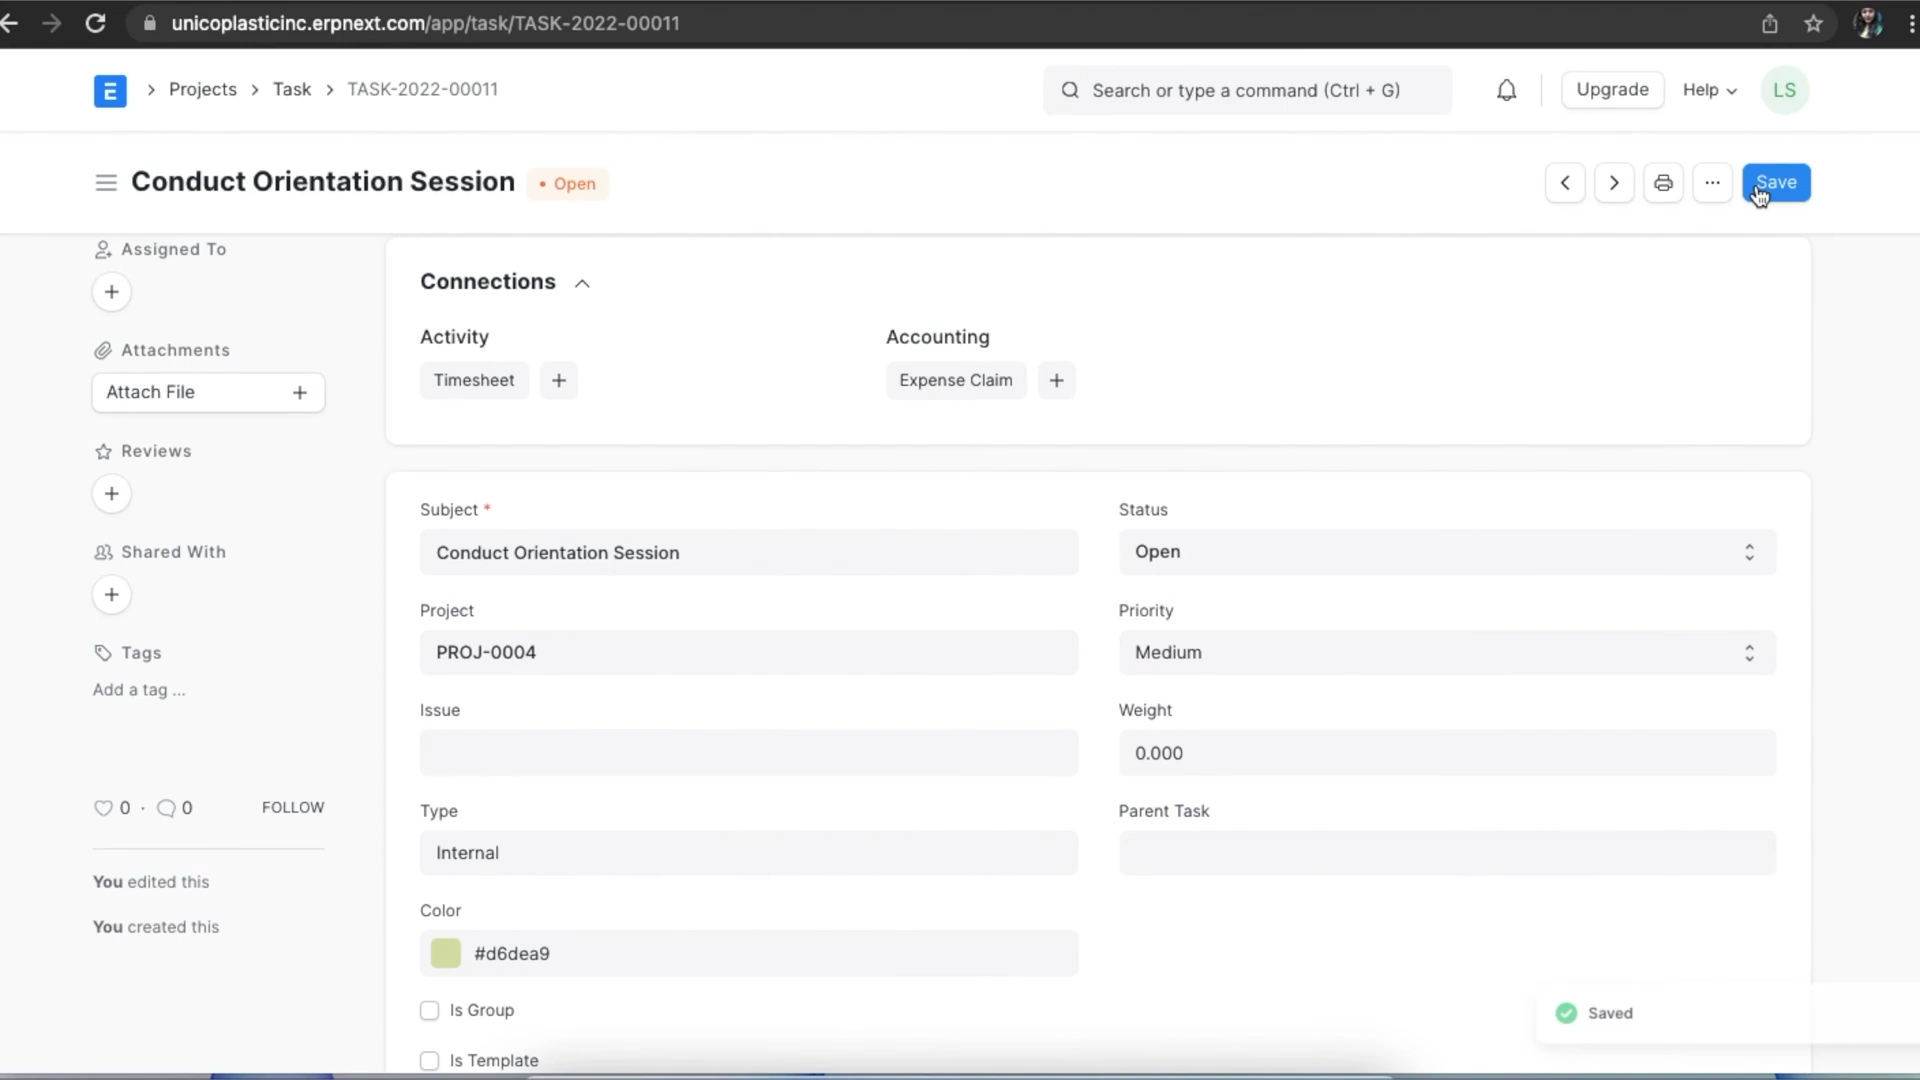 unicoplasticinc.erpnext.com/app/task/TASK-2022-00011
E > Projects > Task > TASK-2022-00011
Search or type a command (Ctrl + G)
Upgrade
Help
LS
Conduct Orientation Session
• Open
...
Save
Assigned To
+
Attachments
Attach File +
Reviews
+
Shared With
+
Tags
Add a tag ...
0 · 0 FOLLOW
You edited this
You created this
Connections
Activity
Timesheet +
Accounting
Expense Claim +
Subject *
Conduct Orientation Session
Project
PROJ-0004
Issue
Type
Internal
Color
#d6dea9
Is Group
Is Template
Status
Open
Priority
Medium
Weight
0.000
Parent Task
Saved